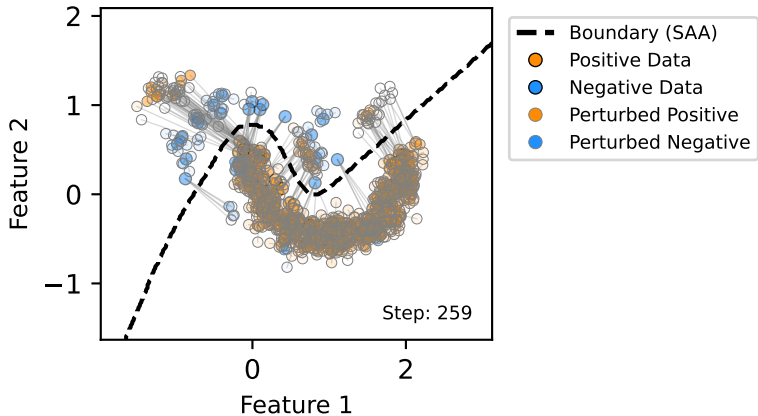 2
1
0
−1
0
2
Feature 2
Feature 1
Step: 259
Boundary (SAA)
Positive Data
Negative Data
Perturbed Positive
Perturbed Negative